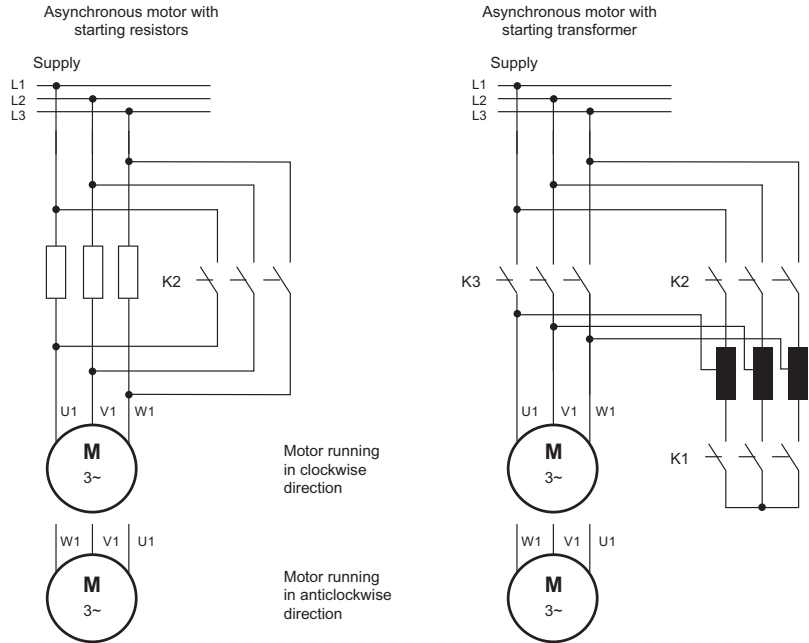 Asynchronous motor with
starting resistors
Supply
L1
L2
L3
K2
U1 V1 W1
M
3~
Motor running
in clockwise
direction
W1 V1 U1
M
3~
Motor running
in anticlockwise
direction
Asynchronous motor with
starting transformer
Supply
L1
L2
L3
K3
K2
U1 V1 W1
K1
M
3~
W1 V1 U1
M
3~